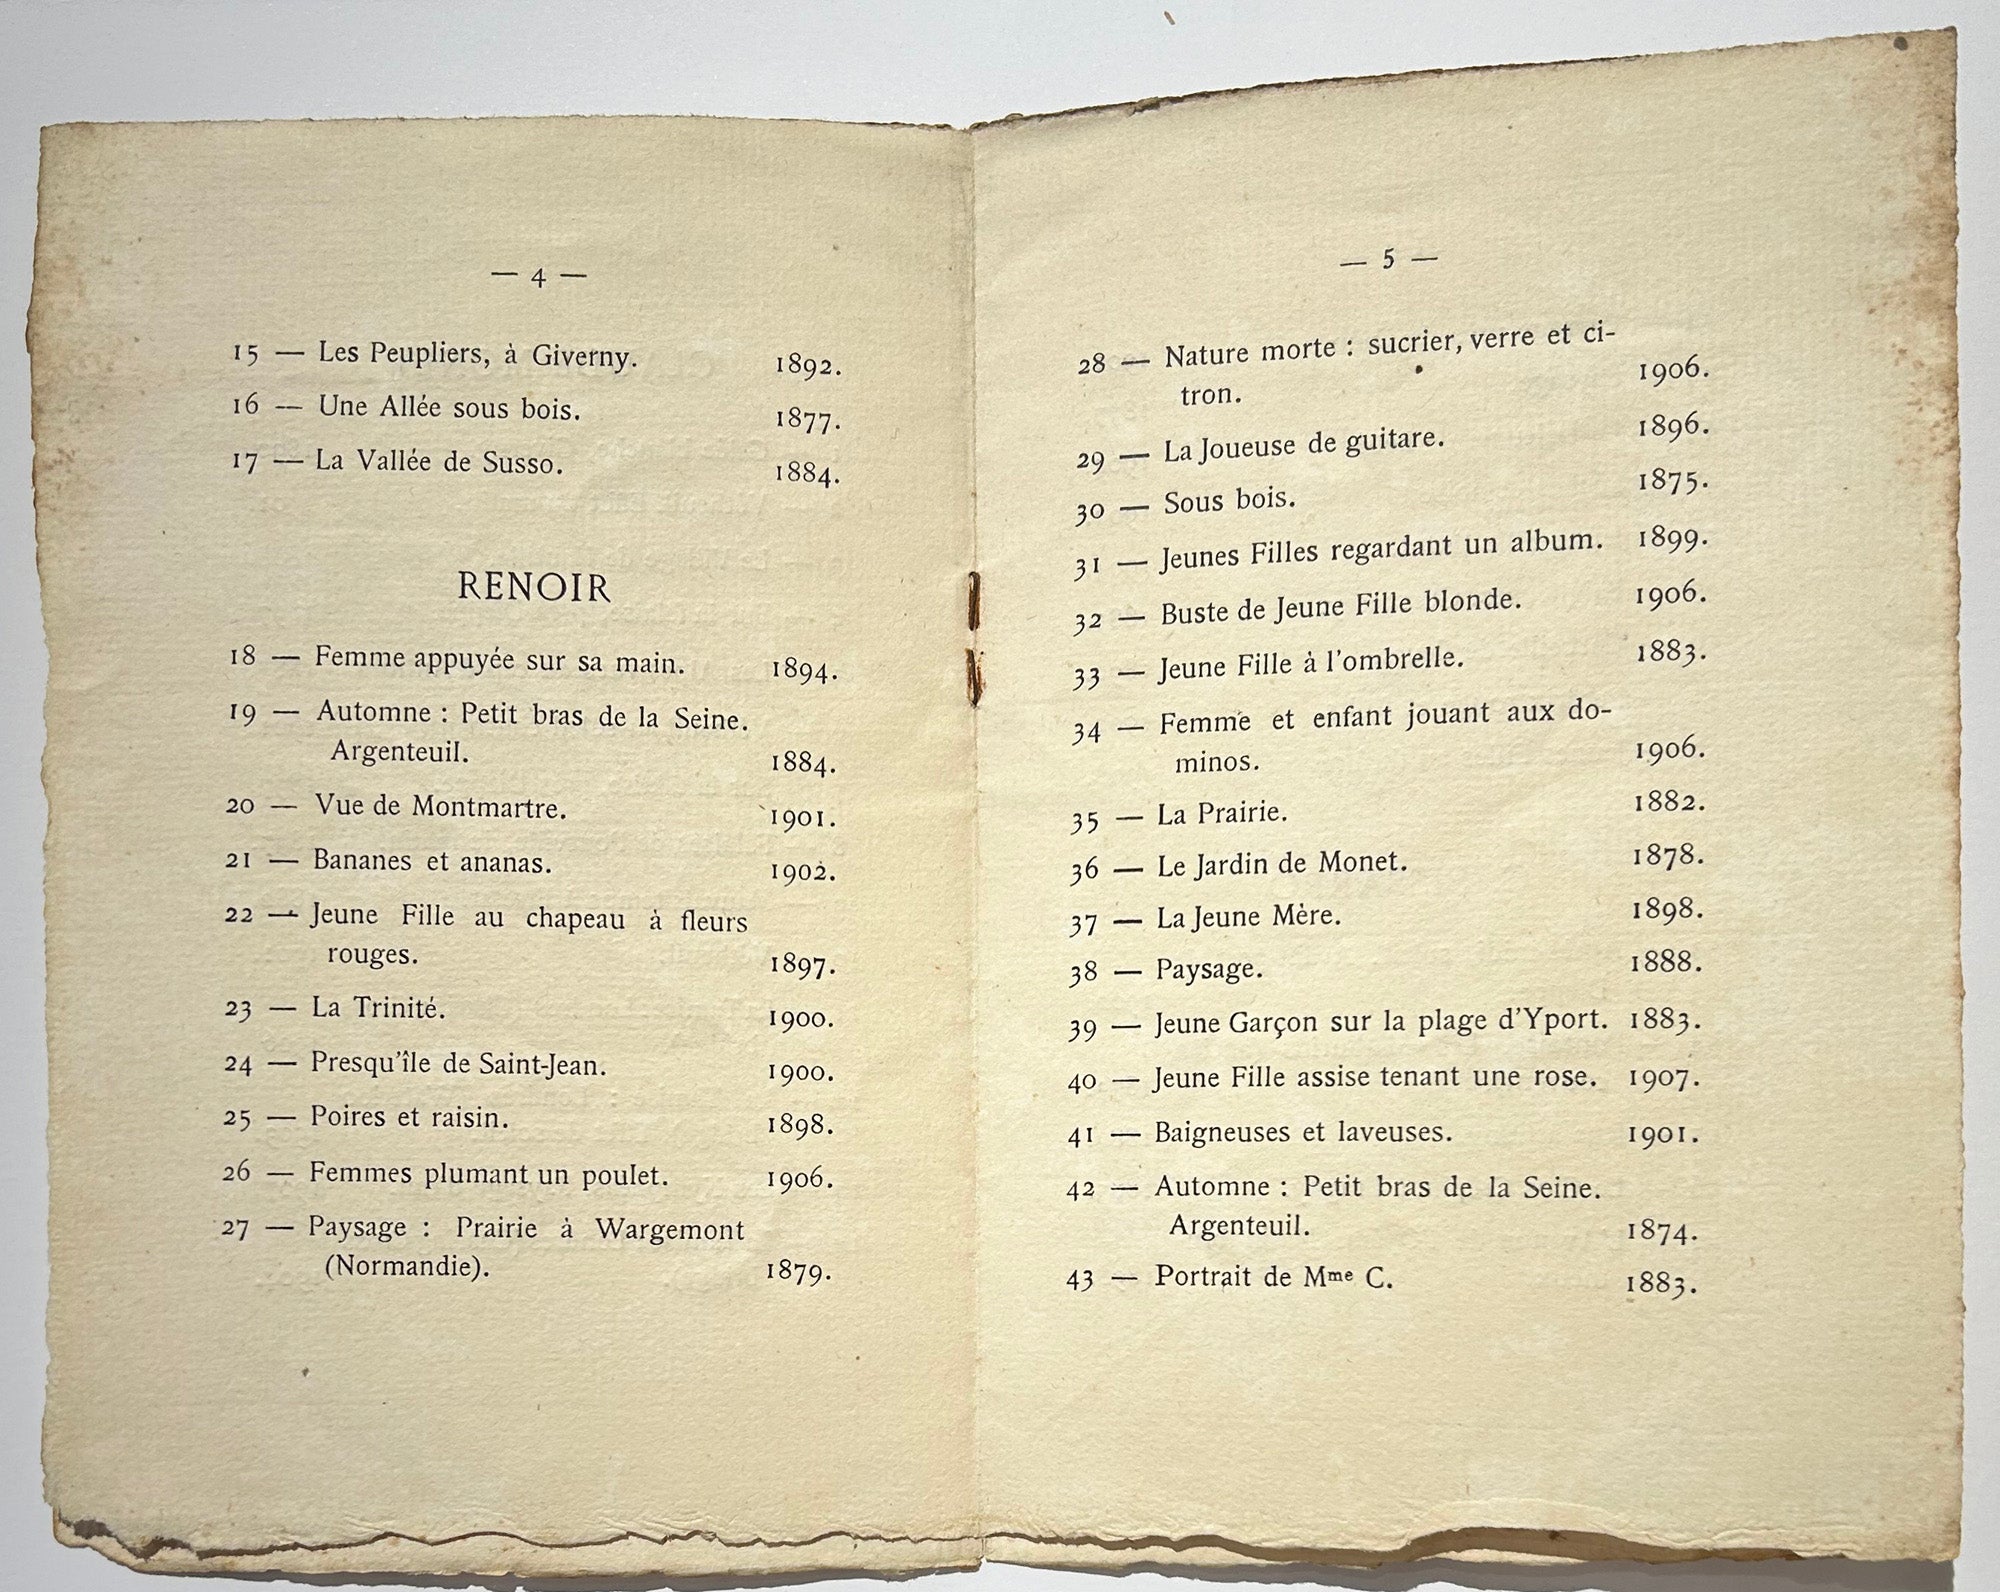 — 4 —
15 — Les Peupliers, à Giverny. 1892.
16 — Une Allée sous bois. 1877.
17 — La Vallée de Susso. 1884.
RENOIR
18 — Femme appuyée sur sa main. 1894.
19 — Automne : Petit bras de la Seine.
Argenteuil. 1884.
20 — Vue de Montmartre. 1901.
21 — Bananes et ananas. 1902.
22 — Jeune Fille au chapeau à fleurs
rouges. 1897.
23 — La Trinité. 1900.
24 — Presqu'île de Saint-Jean. 1900.
25 — Poires et raisin. 1898.
26 — Femmes plumant un poulet. 1906.
27 — Paysage : Prairie à Wargemont
(Normandie). 1879.
— 5 —
28 — Nature morte : sucrier, verre et ci-
tron. 1906.
29 — La Joueuse de guitare. 1896.
30 — Sous bois. 1875.
31 — Jeunes Filles regardant un album. 1899.
32 — Buste de Jeune Fille blonde. 1906.
33 — Jeune Fille à l'ombrelle. 1883.
34 — Femme et enfant jouant aux do-
minos. 1906.
35 — La Prairie. 1882.
36 — Le Jardin de Monet. 1878.
37 — La Jeune Mère. 1898.
38 — Paysage. 1888.
39 — Jeune Garçon sur la plage d'Yport. 1883.
40 — Jeune Fille assise tenant une rose. 1907.
41 — Baigneuses et laveuses. 1901.
42 — Automne : Petit bras de la Seine.
Argenteuil. 1874.
43 — Portrait de Mme C. 1883.